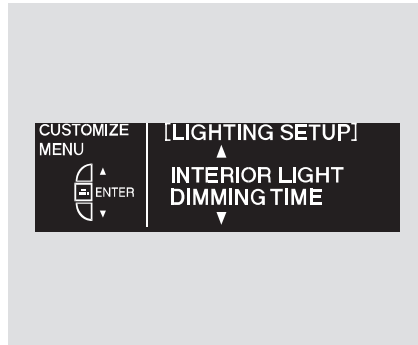 CUSTOMIZE
MENU
ENTER
[LIGHTING SETUP]
INTERIOR LIGHT
DIMMING TIME